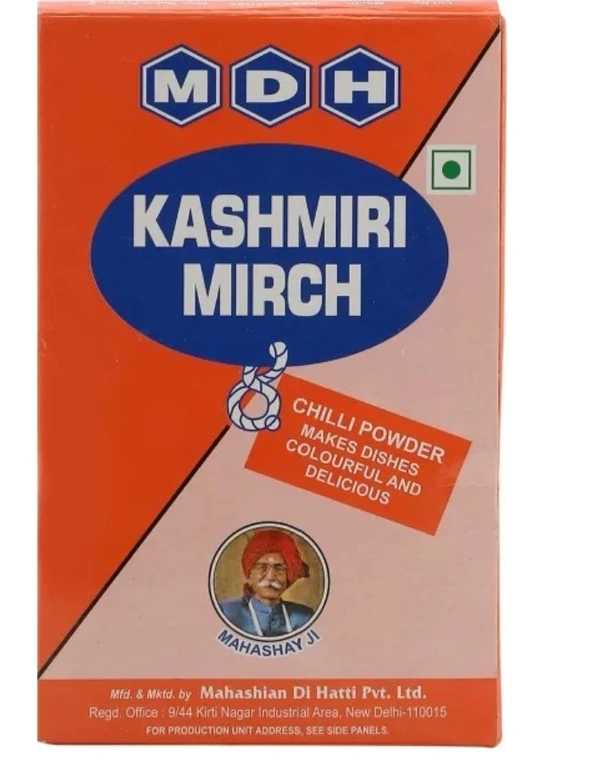 MDH
KASHMIRI
MIRCH
CHILLI POWDER
MAKES DISHES
COLOURFUL AND
DELICIOUS
MAHASHAY JI
Mfd. & Mktd. by Mahashian Di Hatti Pvt. Ltd.
Regd. Office : 9/44 Kirti Nagar Industrial Area, New Delhi-110015
FOR PRODUCTION UNIT ADDRESS, SEE SIDE PANELS.